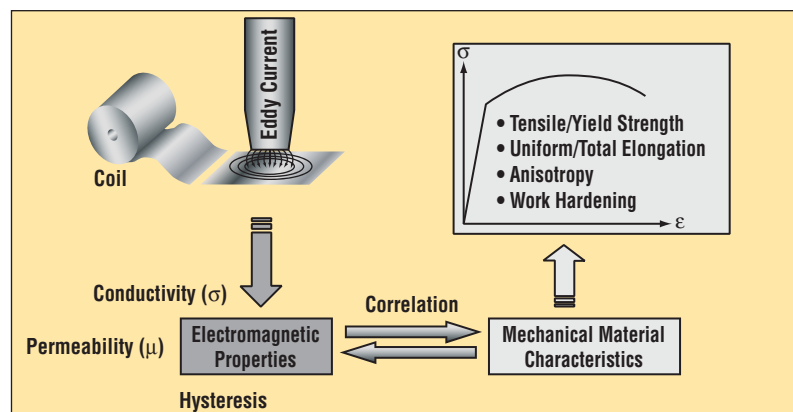 Eddy Current
Coil
σ
• Tensile/Yield Strength
• Uniform/Total Elongation
• Anisotropy
• Work Hardening
ε
Conductivity (σ)
Permeability (μ)
Electromagnetic
Properties
Hysteresis
Correlation
Mechanical Material
Characteristics